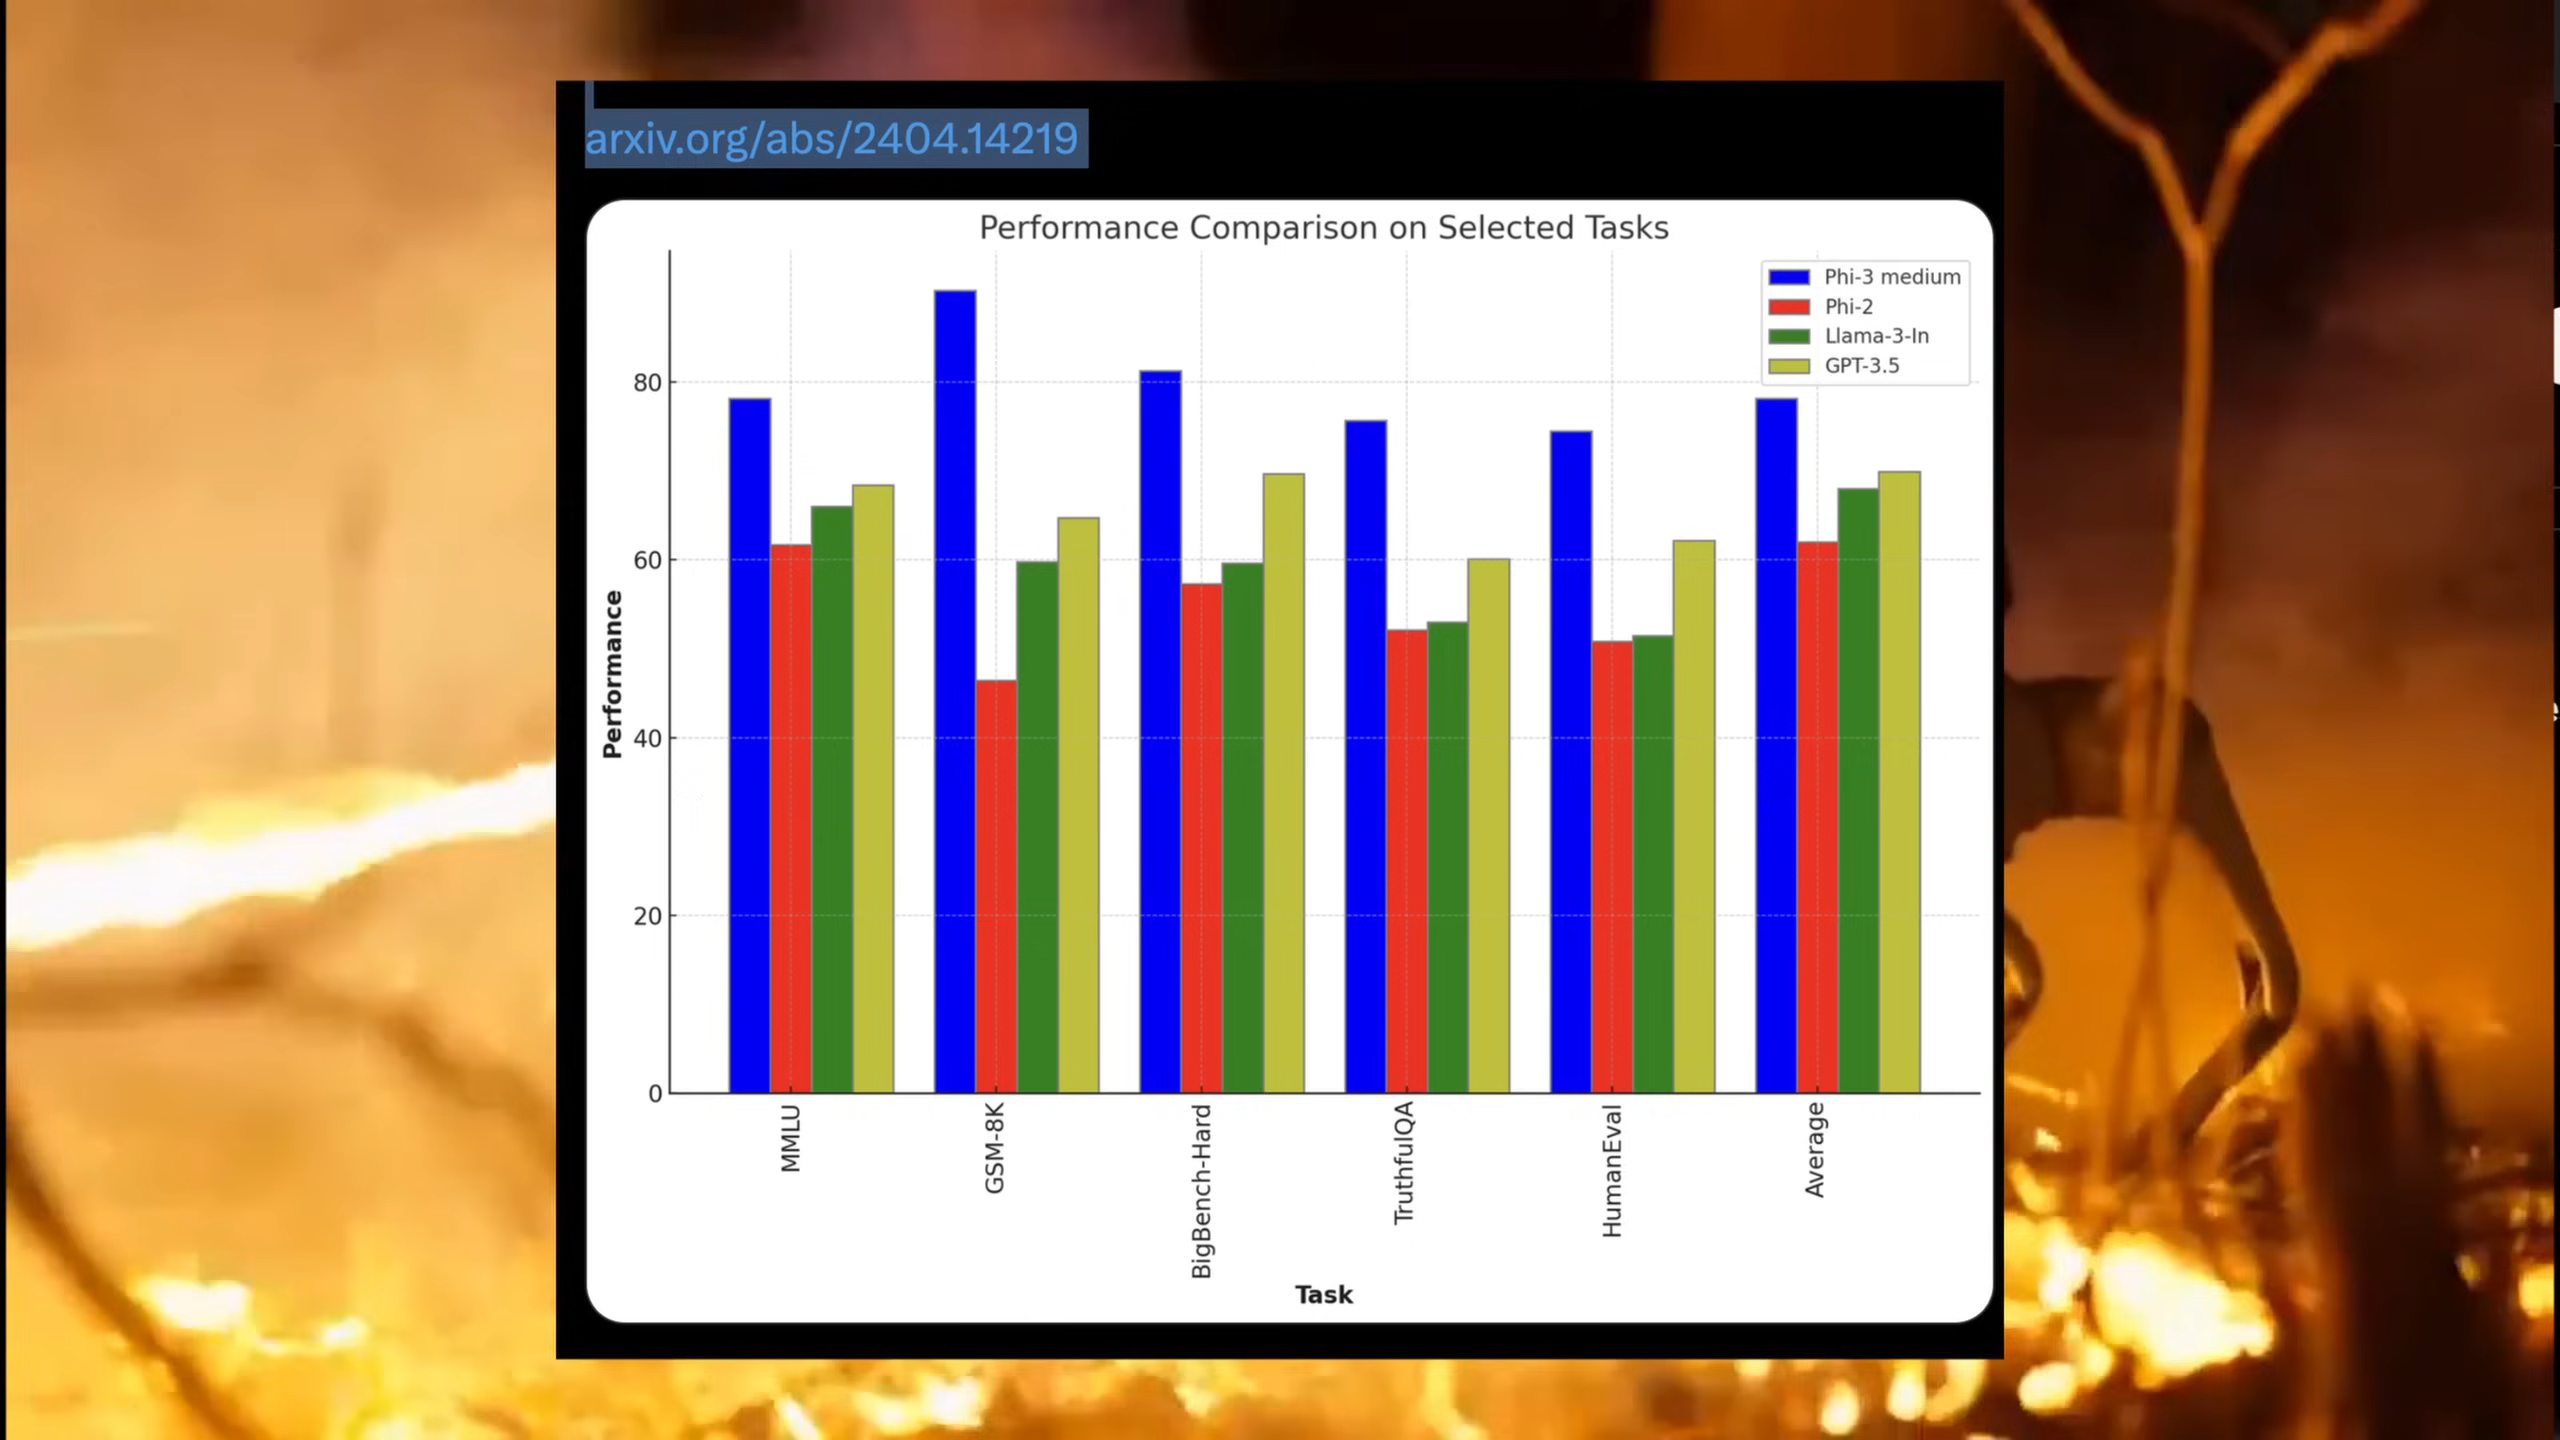 arxiv.org/abs/2404.14219
Performance Comparison on Selected Tasks
Phi-3 medium
Phi-2
Llama-3-In
GPT-3.5
80
60
40
20
0
Performance
MMLU
GSM-8K
BigBench-Hard
TruthfulQA
HumanEval
Average
Task